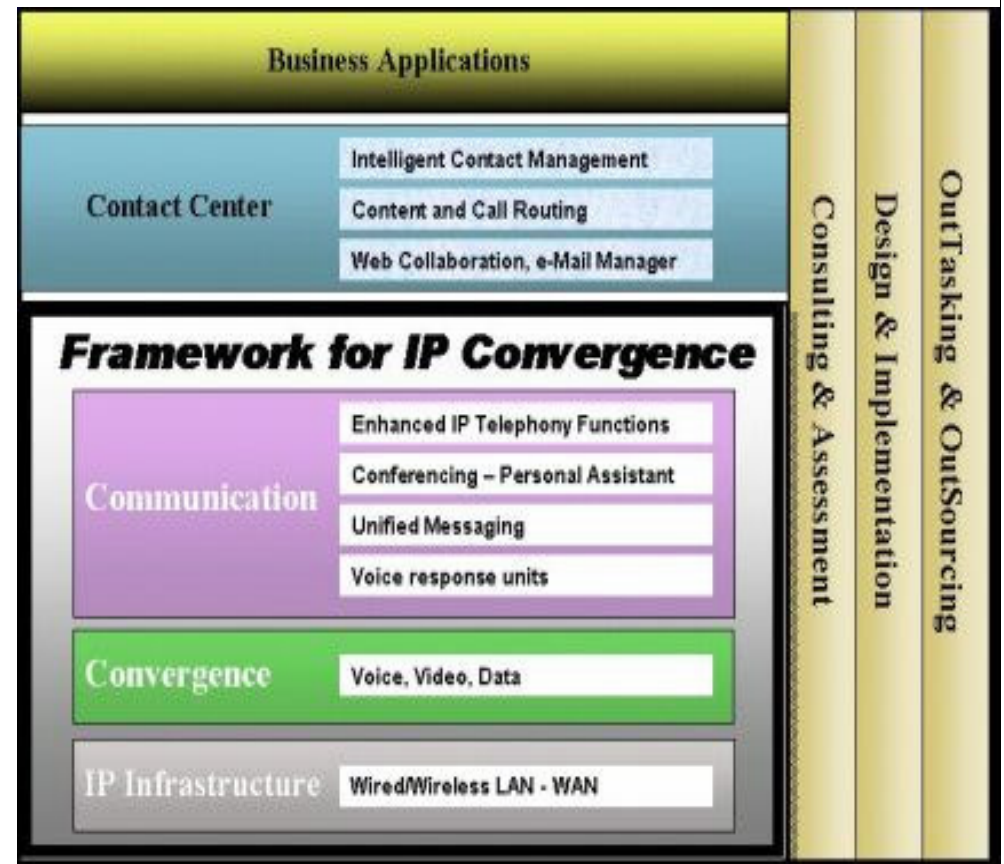 Business Applications
Contact Center
Intelligent Contact Management
Content and Call Routing
Web Collaboration, e-Mail Manager
Framework for IP Convergence
Communication
Enhanced IP Telephony Functions
Conferencing – Personal Assistant
Unified Messaging
Voice response units
Convergence
Voice, Video, Data
IP Infrastructure
Wired/Wireless LAN - WAN
Consulting & Assessment
Design & Implementation
OutTasking & OutSourcing